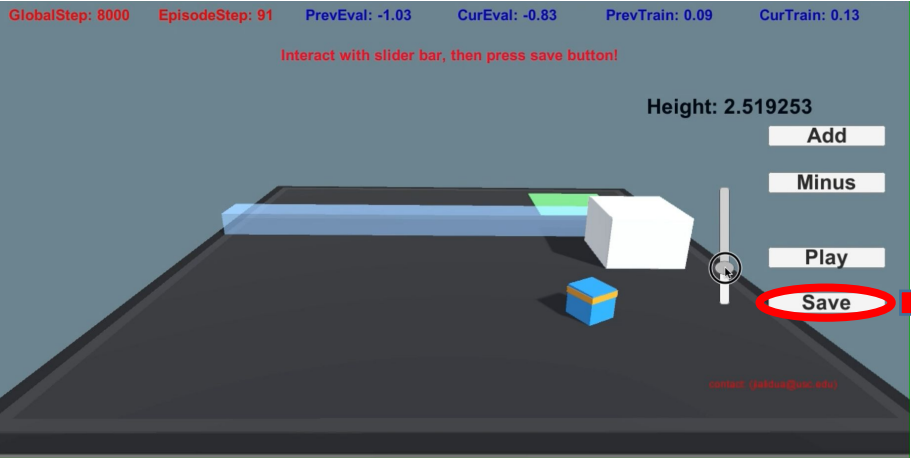 GlobalStep: 8000 EpisodeStep: 91 PrevEval: -1.03 CurEval: -0.83 PrevTrain: 0.09 CurTrain: 0.13
Interact with slider bar, then press save button!
Height: 2.519253
Add
Minus
Play
Save
contact: